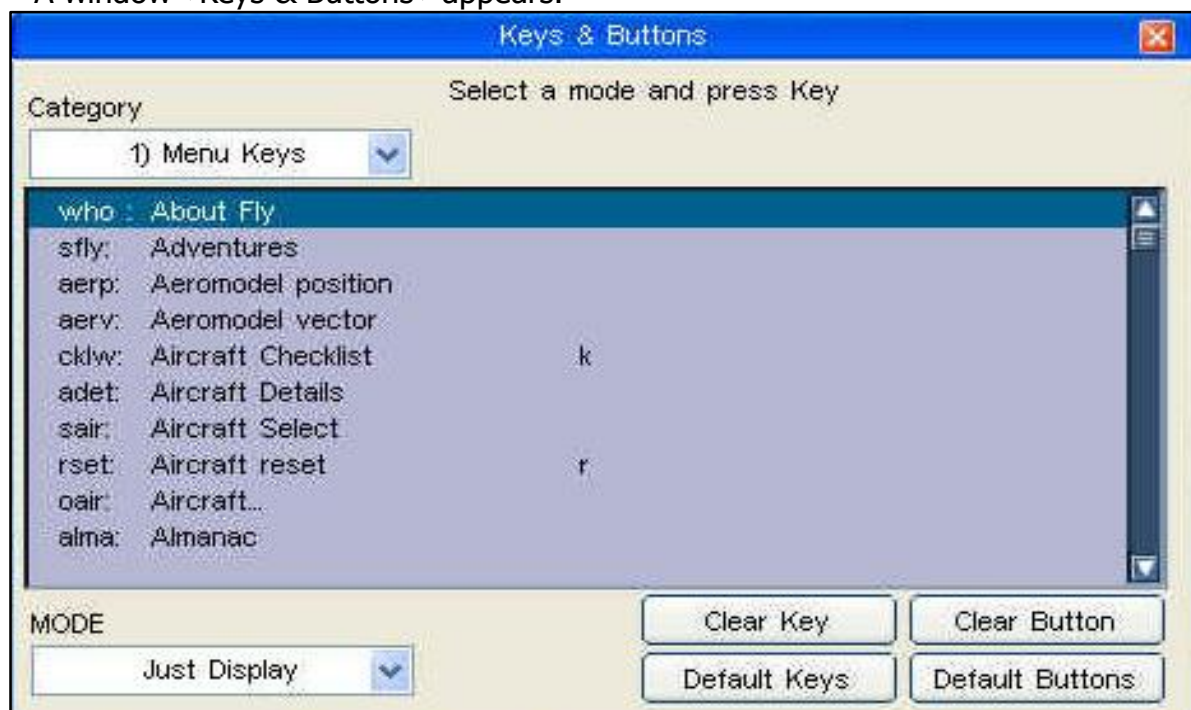 A window «Keys & Buttons» appears:
Keys & Buttons
Select a mode and press Key
Category
1) Menu Keys
who : About Fly
sfly: Adventures
aerp: Aeromodel position
aerv: Aeromodel vector
cklw: Aircraft Checklist k
adet: Aircraft Details
sair: Aircraft Select
rset: Aircraft reset r
oair: Aircraft...
alma: Almanac
MODE
Just Display
Clear Key
Clear Button
Default Keys
Default Buttons